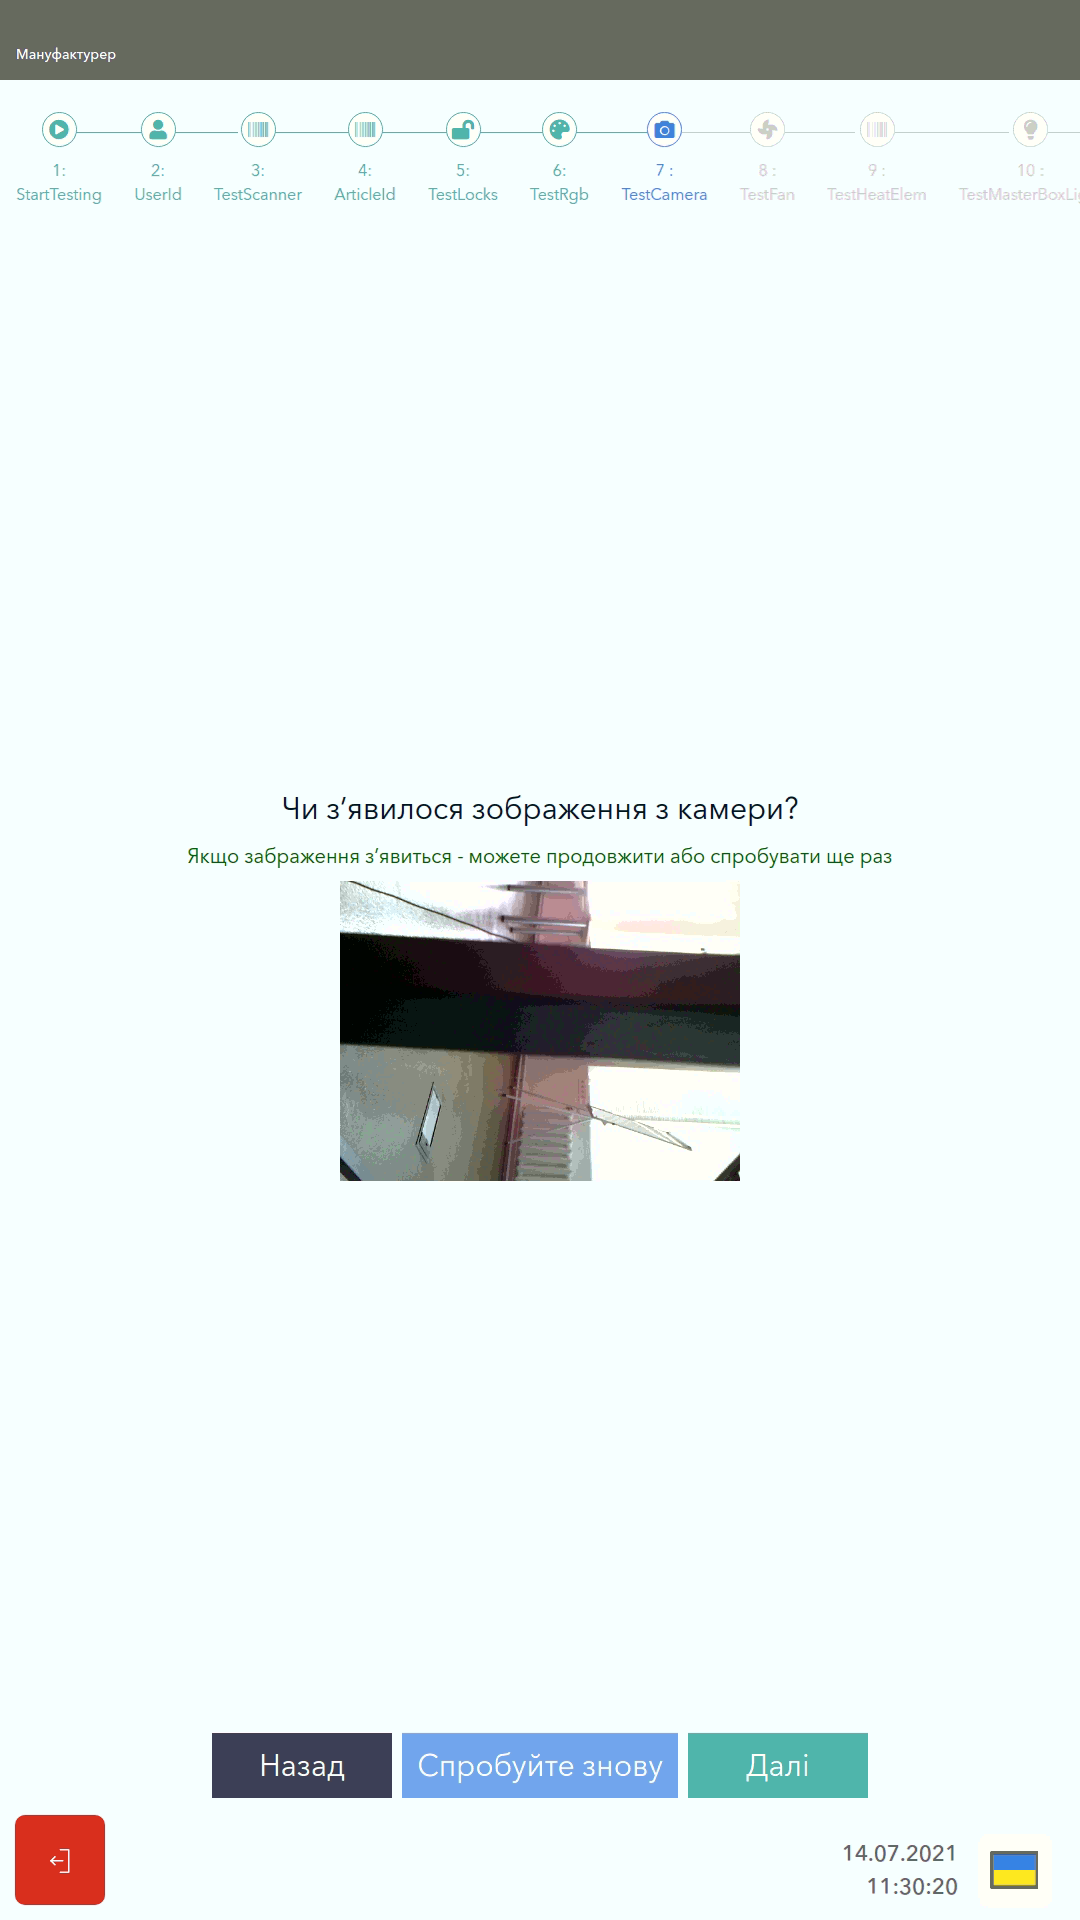 Мануфактурер
1: 2: 3: 4: 5: 6: 7 : 8 : 9 : 10 :
StartTesting UserId TestScanner ArticleId TestLocks TestRgb TestCamera TestFan TestHeatElem TestMasterBoxLig
Чи з’явилося зображення з камери?
Якщо забраження з’явиться - можете продовжити або спробувати ще раз
Назад Спробуйте знову Далі
14.07.2021
11:30:20